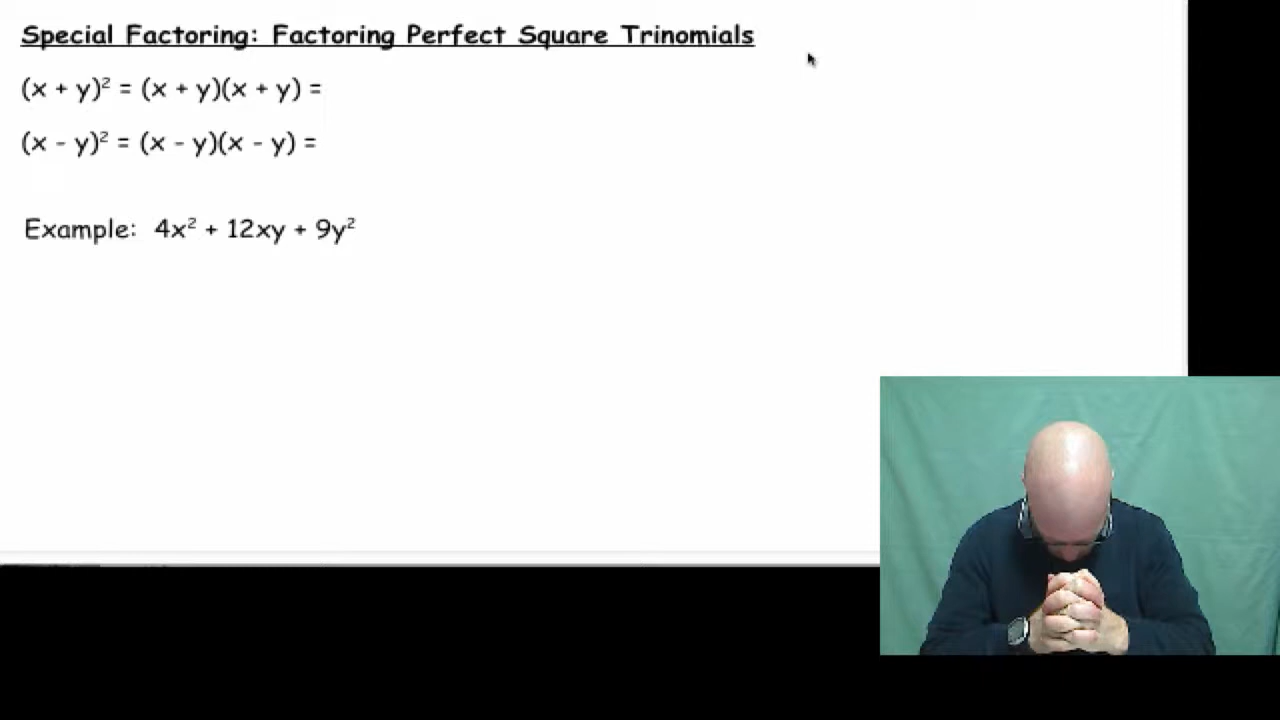 Special Factoring: Factoring Perfect Square Trinomials
(x + y)² = (x + y)(x + y) =
(x - y)² = (x - y)(x - y) =
Example: 4x² + 12xy + 9y²